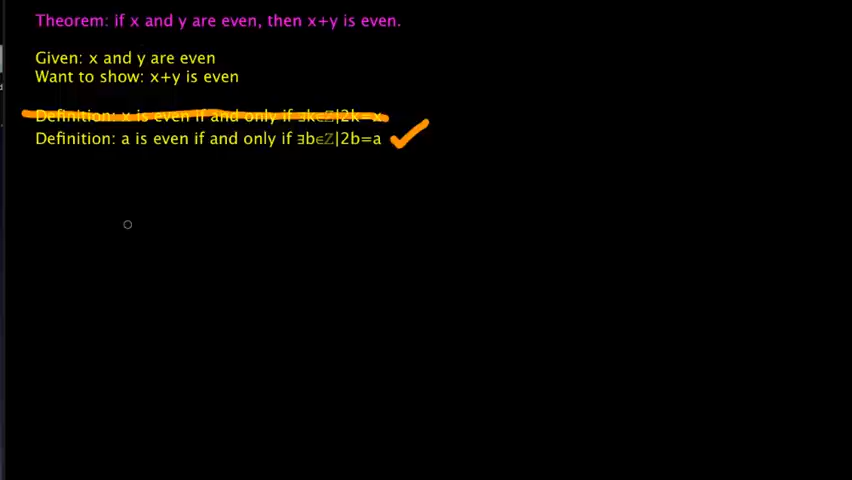 Theorem: if x and y are even, then x+y is even.
Given: x and y are even
Want to show: x+y is even
Definition: x is even if and only if ∃k∈ℤ|2k=x
Definition: a is even if and only if ∃b∈ℤ|2b=a